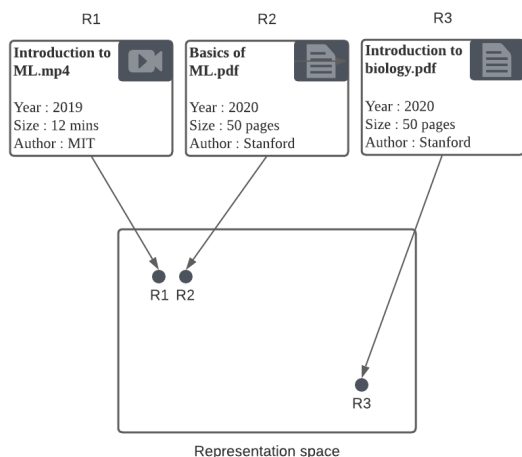 R1
R2
R3
Introduction to
ML.mp4
Year : 2019
Size : 12 mins
Author : MIT
Basics of
ML.pdf
Year : 2020
Size : 50 pages
Author : Stanford
Introduction to
biology.pdf
Year : 2020
Size : 50 pages
Author : Stanford
R1 R2
R3
Representation space